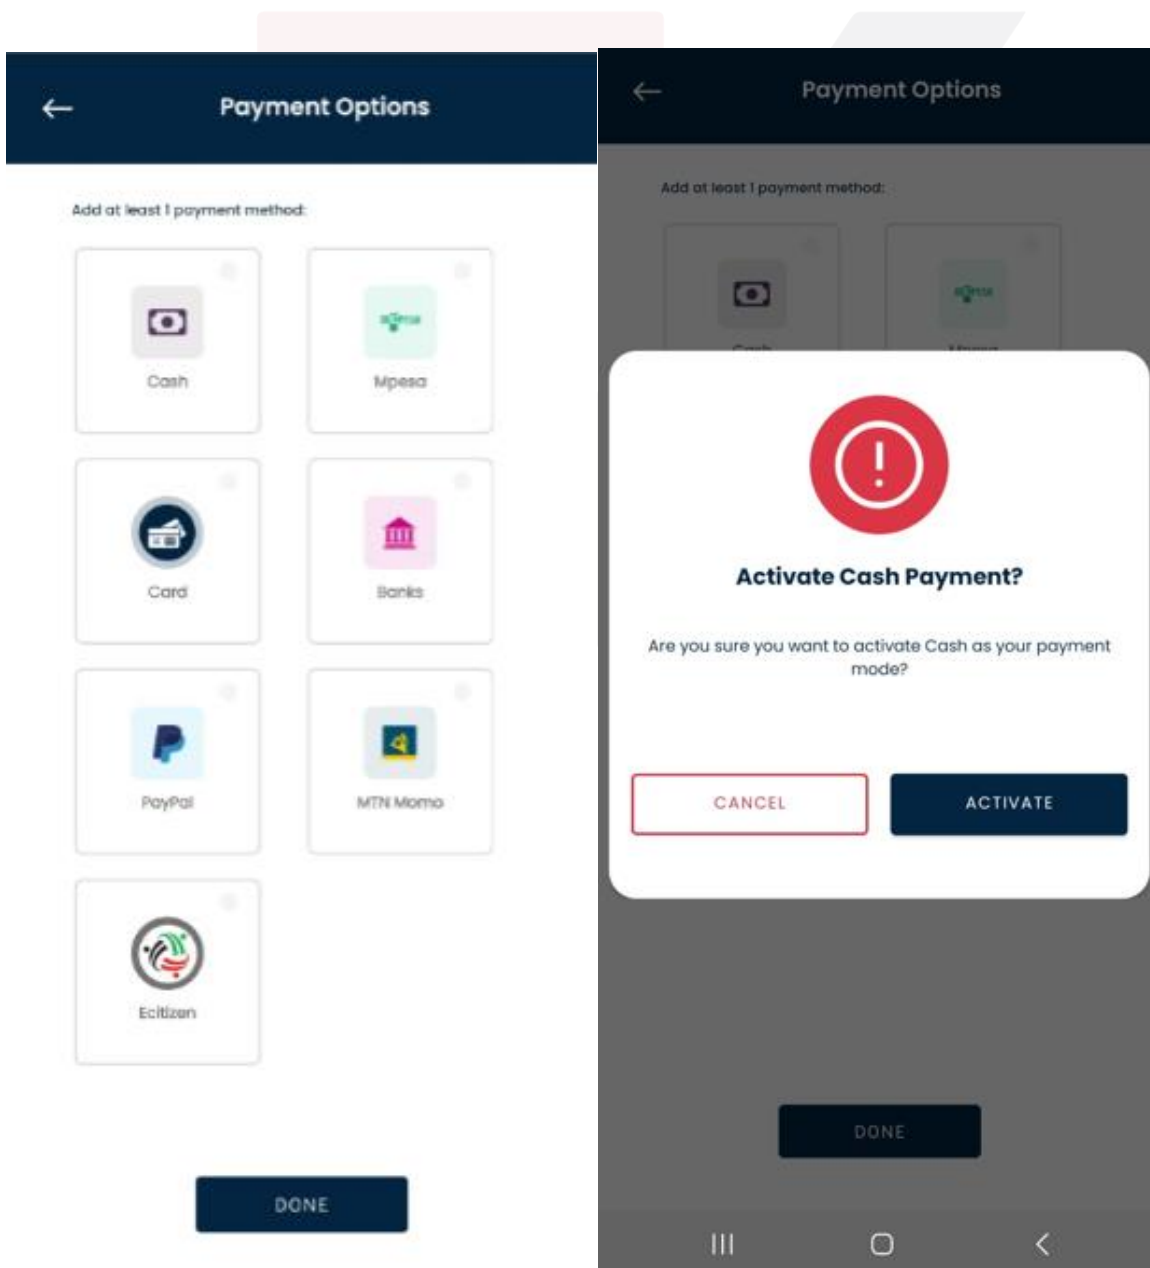 Payment Options
Add at least 1 payment method:
Cash
Mpesa
Card
Banks
PayPal
MTN Momo
Ecitizen
DONE
Payment Options
Add at least 1 payment method:
Cash
Mpesa
Activate Cash Payment?
Are you sure you want to activate Cash as your payment
mode?
CANCEL
ACTIVATE
DONE